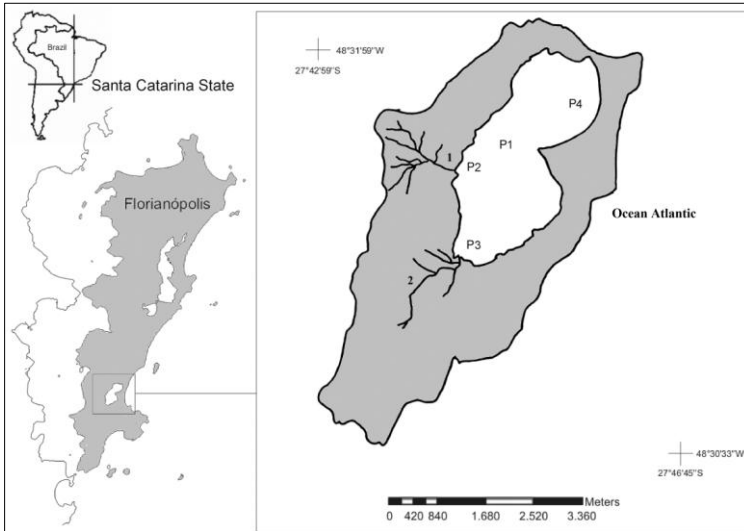 Brazil
Santa Catarina State
Florianópolis
48°31'59"W
27°42'59"S
P4
P1
1
P2
Ocean Atlantic
P3
2
48°30'33"W
27°46'45"S
Meters
0 420 840 1.680 2.520 3.360